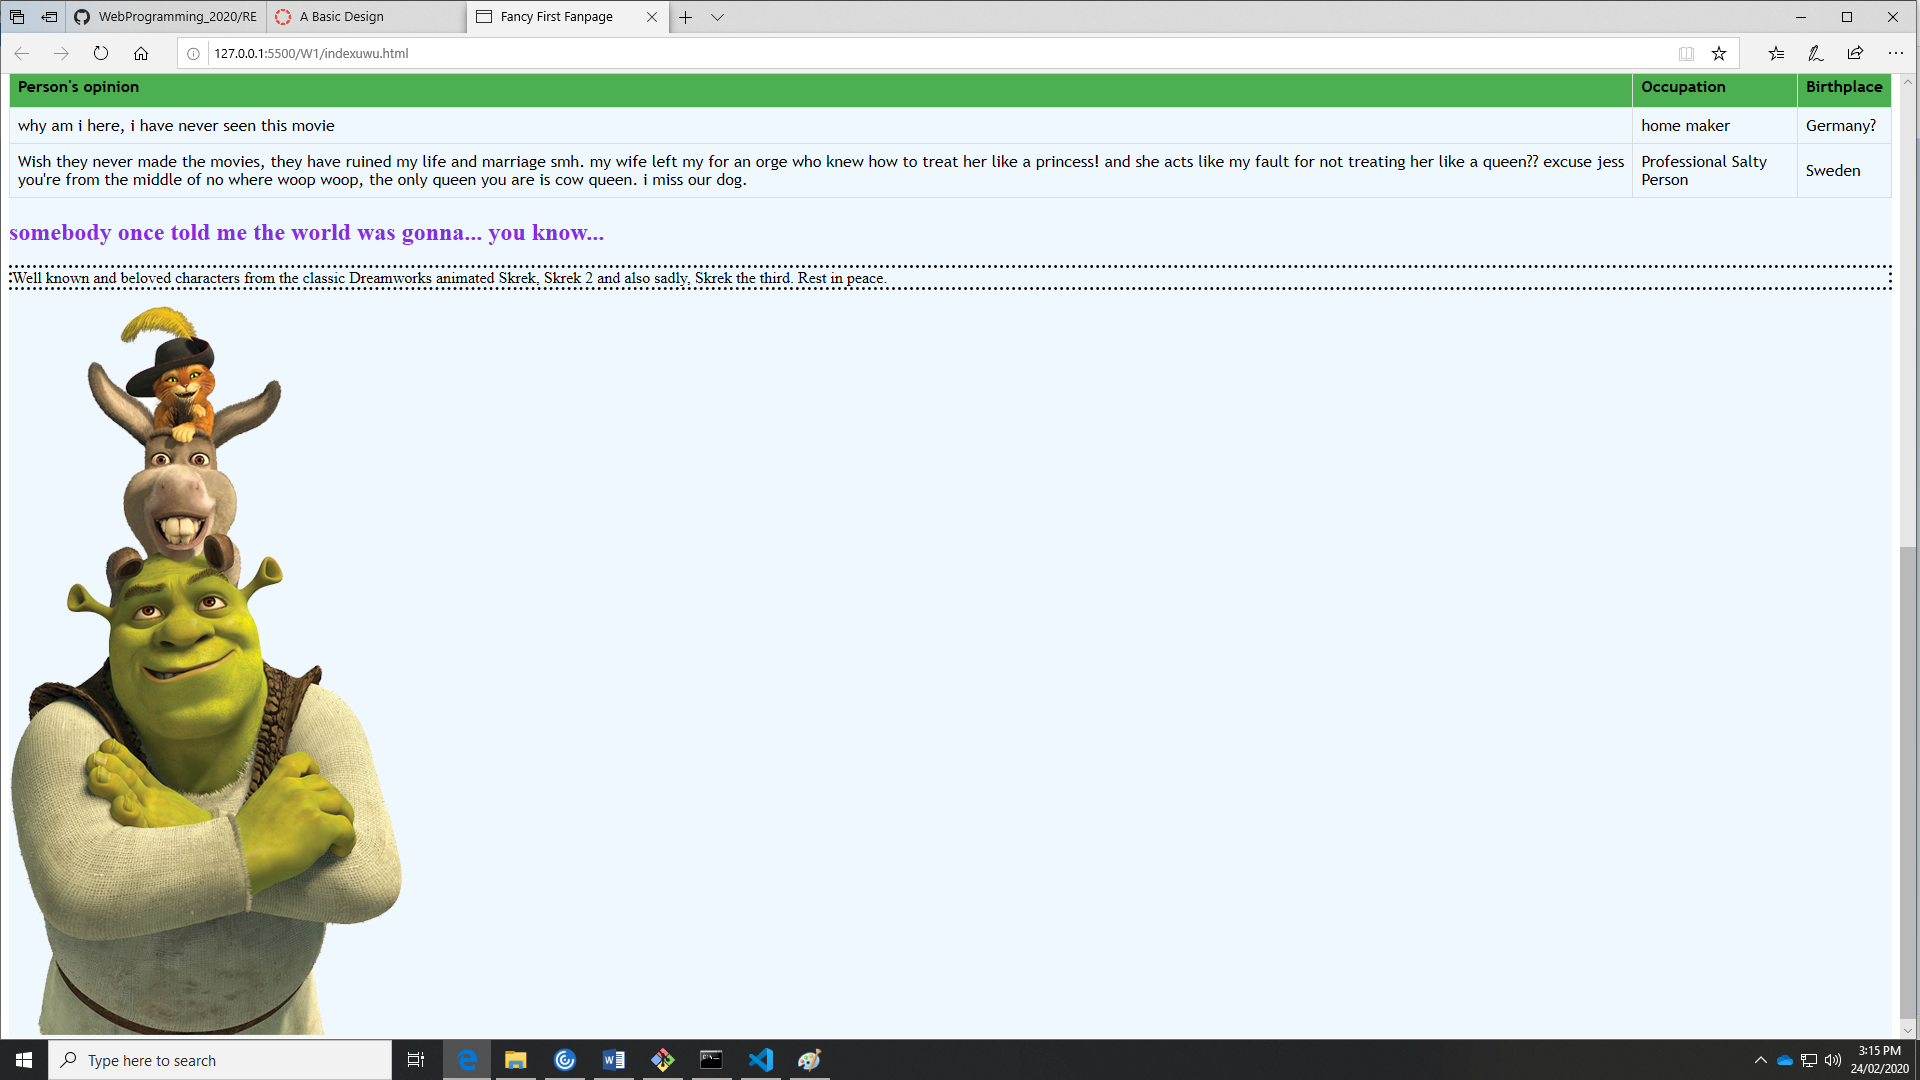 WebProgramming_2020/RE
A Basic Design
Fancy First Fanpage
127.0.0.1:5500/W1/indexuwu.html
Person's opinion Occupation Birthplace
why am i here, i have never seen this movie home maker Germany?
Wish they never made the movies, they have ruined my life and marriage smh. my wife left my for an orge who knew how to treat her like a princess! and she acts like my fault for not treating her like a queen?? excuse jess
you're from the middle of no where woop woop, the only queen you are is cow queen. i miss our dog.
Professional Salty
Person
Sweden
somebody once told me the world was gonna... you know...
Well known and beloved characters from the classic Dreamworks animated Skrek, Skrek 2 and also sadly, Skrek the third. Rest in peace.
Type here to search
3:15 PM
24/02/2020